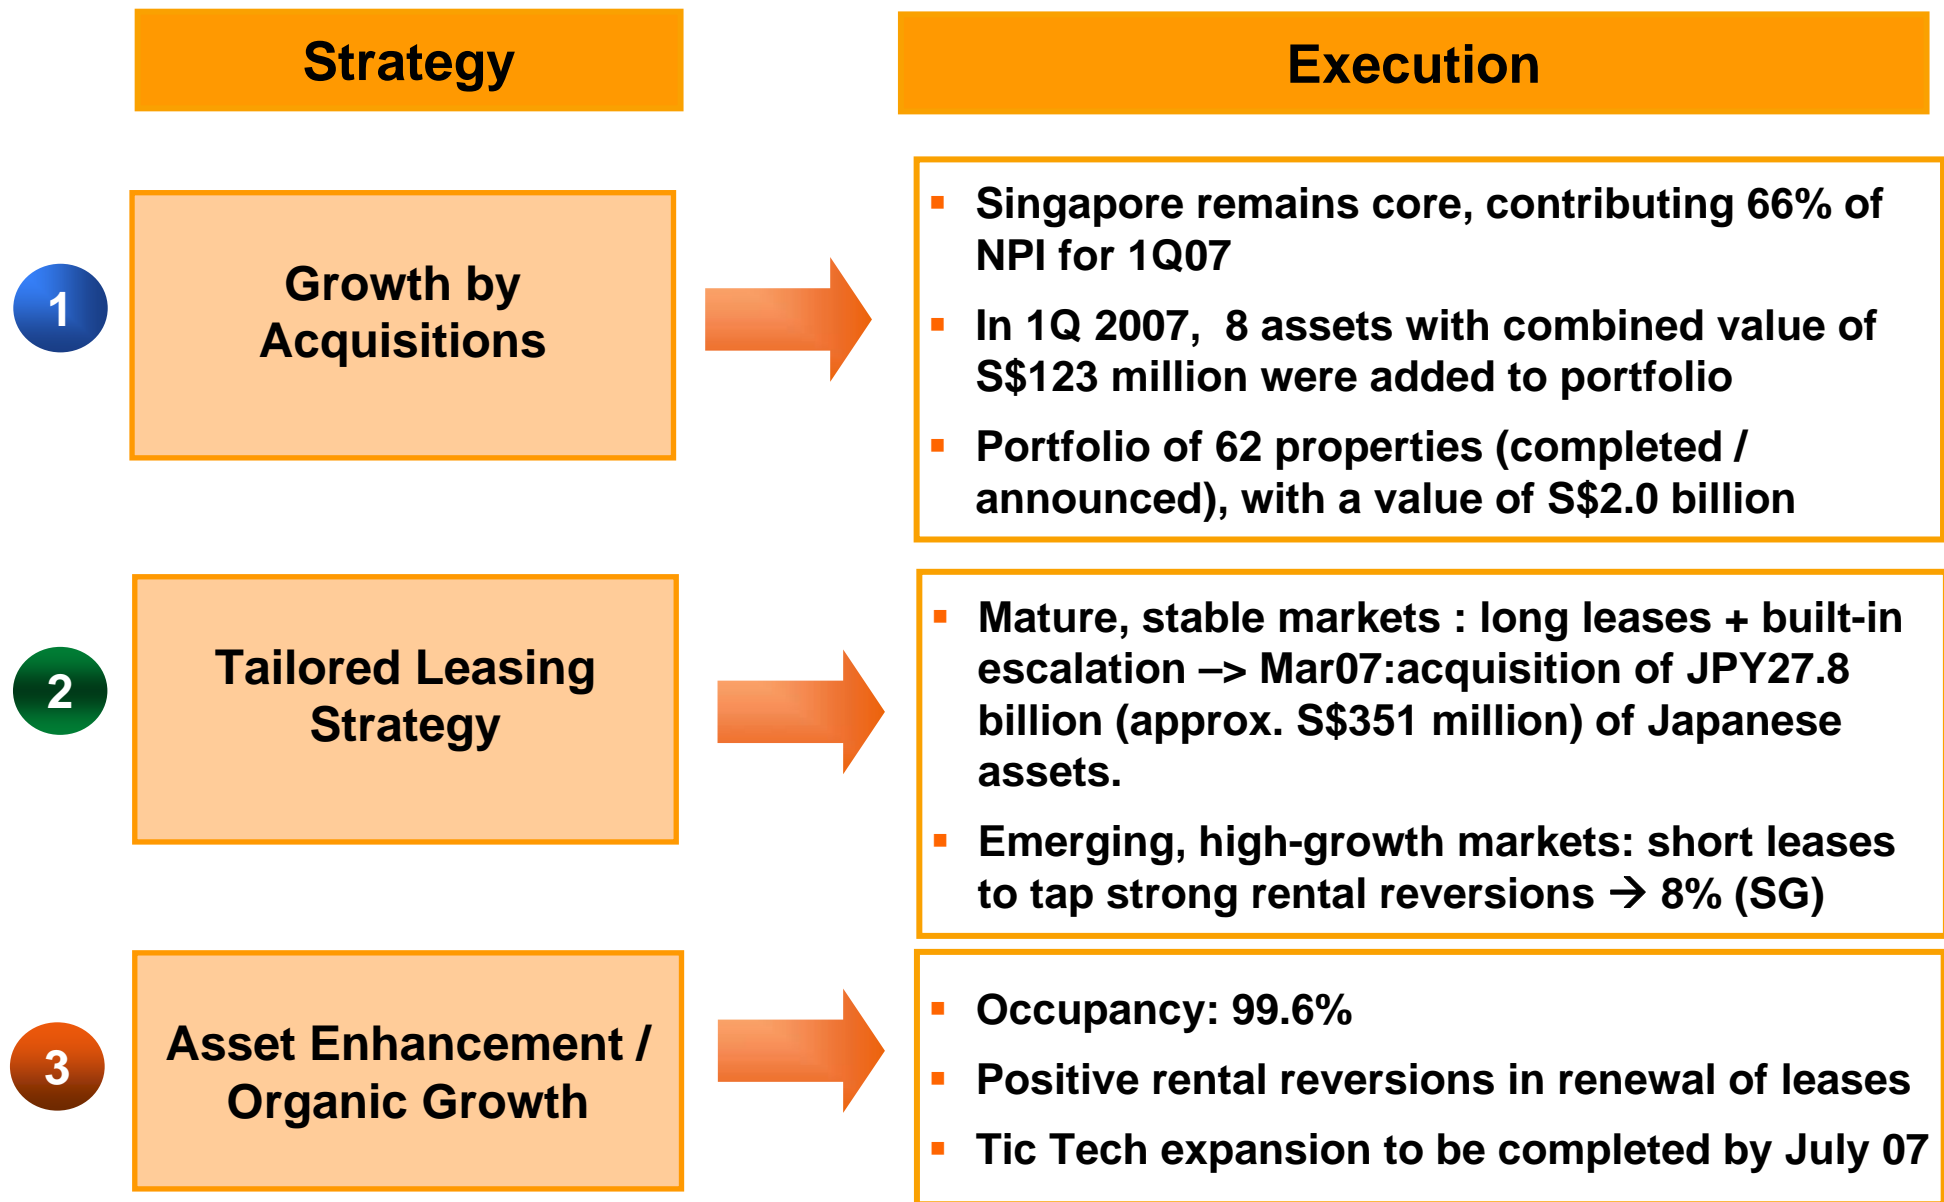 Strategy
Execution
1
Growth by
Acquisitions
▪ Singapore remains core, contributing 66% of
NPI for 1Q07
▪ In 1Q 2007, 8 assets with combined value of
S$123 million were added to portfolio
▪ Portfolio of 62 properties (completed /
announced), with a value of S$2.0 billion
2
Tailored Leasing
Strategy
▪ Mature, stable markets : long leases + built-in
escalation –> Mar07:acquisition of JPY27.8
billion (approx. S$351 million) of Japanese
assets.
▪ Emerging, high-growth markets: short leases
to tap strong rental reversions → 8% (SG)
3
Asset Enhancement /
Organic Growth
▪ Occupancy: 99.6%
▪ Positive rental reversions in renewal of leases
▪ Tic Tech expansion to be completed by July 07